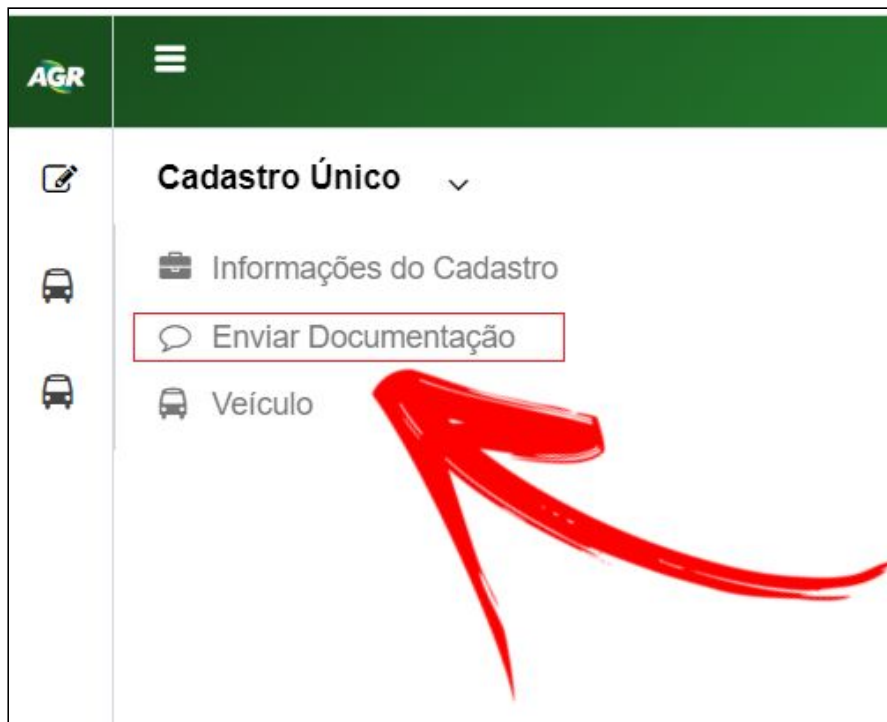 AGR
Cadastro Único
Informações do Cadastro
Enviar Documentação
Veículo